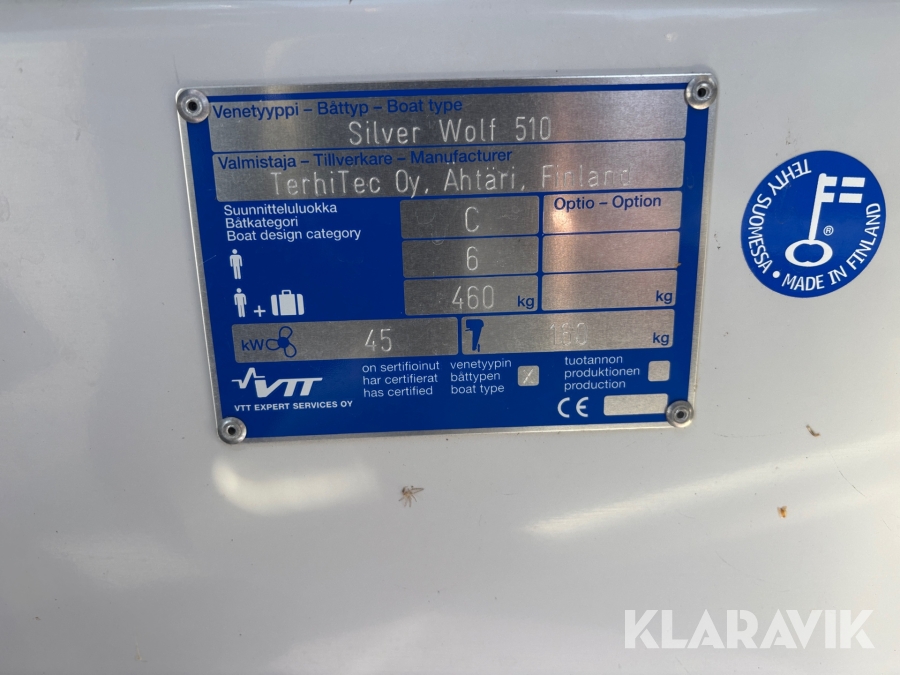 Venetyyppi – Båttyp – Boat type
Silver Wolf 510
Valmistaja – Tillverkare – Manufacturer
TerhiTec Oy, Ähtäri, Finland
Suunnitteluluokka
Båtkategori
Boat design category
C
Optio – Option
6
+
460 kg
kg
kW
45
kg
VTT
VTT EXPERT SERVICES OY
on sertifioinut
har certifierat
has certified
venetyypin
båttypen
boat type
tuotannon
produktionen
production
CE
TEHTY SUOMESSA • MADE IN FINLAND
®
KLARAVIK